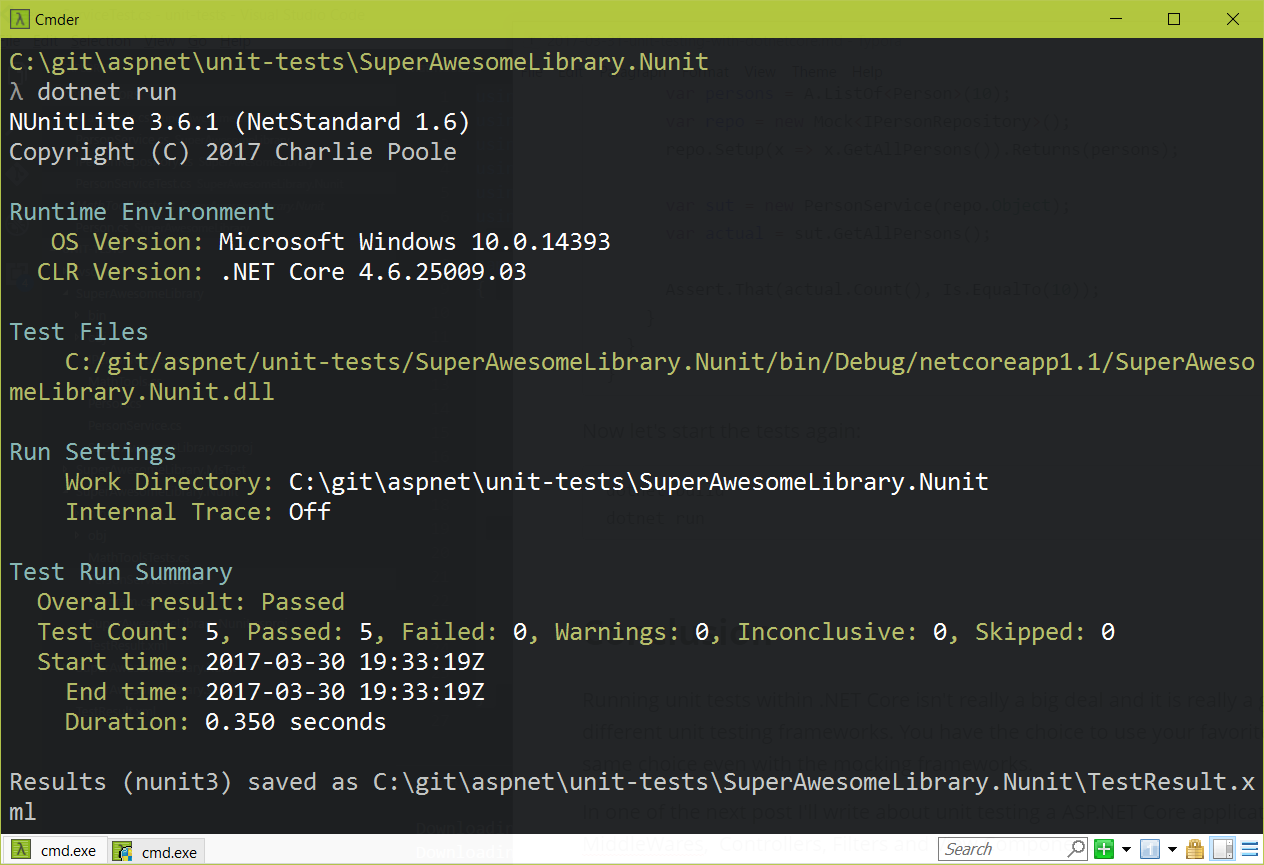 Cmder
C:\git\aspnet\unit-tests\SuperAwesomeLibrary.Nunit
λ dotnet run
NUnitLite 3.6.1 (NetStandard 1.6)
Copyright (C) 2017 Charlie Poole
Runtime Environment
OS Version: Microsoft Windows 10.0.14393
CLR Version: .NET Core 4.6.25009.03
Test Files
C:/git/aspnet/unit-tests/SuperAwesomeLibrary.Nunit/bin/Debug/netcoreapp1.1/SuperAweso
meLibrary.Nunit.dll
Run Settings
Work Directory: C:\git\aspnet\unit-tests\SuperAwesomeLibrary.Nunit
Internal Trace: Off
Test Run Summary
Overall result: Passed
Test Count: 5, Passed: 5, Failed: 0, Warnings: 0, Inconclusive: 0, Skipped: 0
Start time: 2017-03-30 19:33:19Z
End time: 2017-03-30 19:33:19Z
Duration: 0.350 seconds
Results (nunit3) saved as C:\git\aspnet\unit-tests\SuperAwesomeLibrary.Nunit\TestResult.x
ml
cmd.exe
cmd.exe
Search